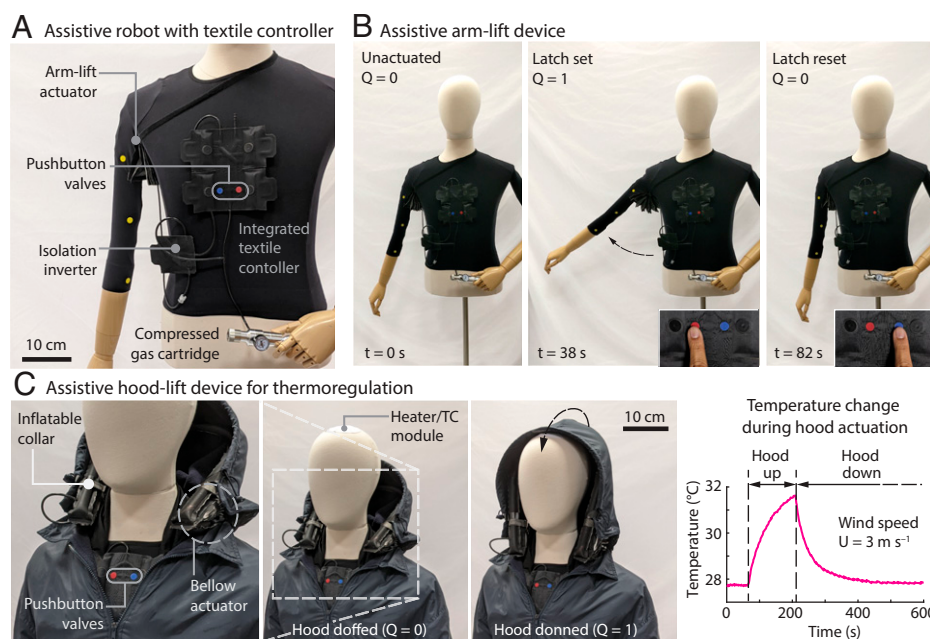 A Assistive robot with textile controller
Arm-lift
actuator
Pushbutton
valves
Isolation
inverter
Integrated
textile
contoller
Compressed
gas cartridge
10 cm
B Assistive arm-lift device
Unactuated
Q = 0
t = 0 s
Latch set
Q = 1
t = 38 s
Latch reset
Q = 0
t = 82 s
C Assistive hood-lift device for thermoregulation
Inflatable
collar
Pushbutton
valves
Bellow
actuator
Heater/TC
module
Hood doffed (Q = 0)
10 cm
Hood donned (Q = 1)
Temperature change
during hood actuation
Hood
up
Hood
down
Wind speed
U = 3 m s⁻¹
Temperature (°C)
32
30
28
0 200 400 600
Time (s)